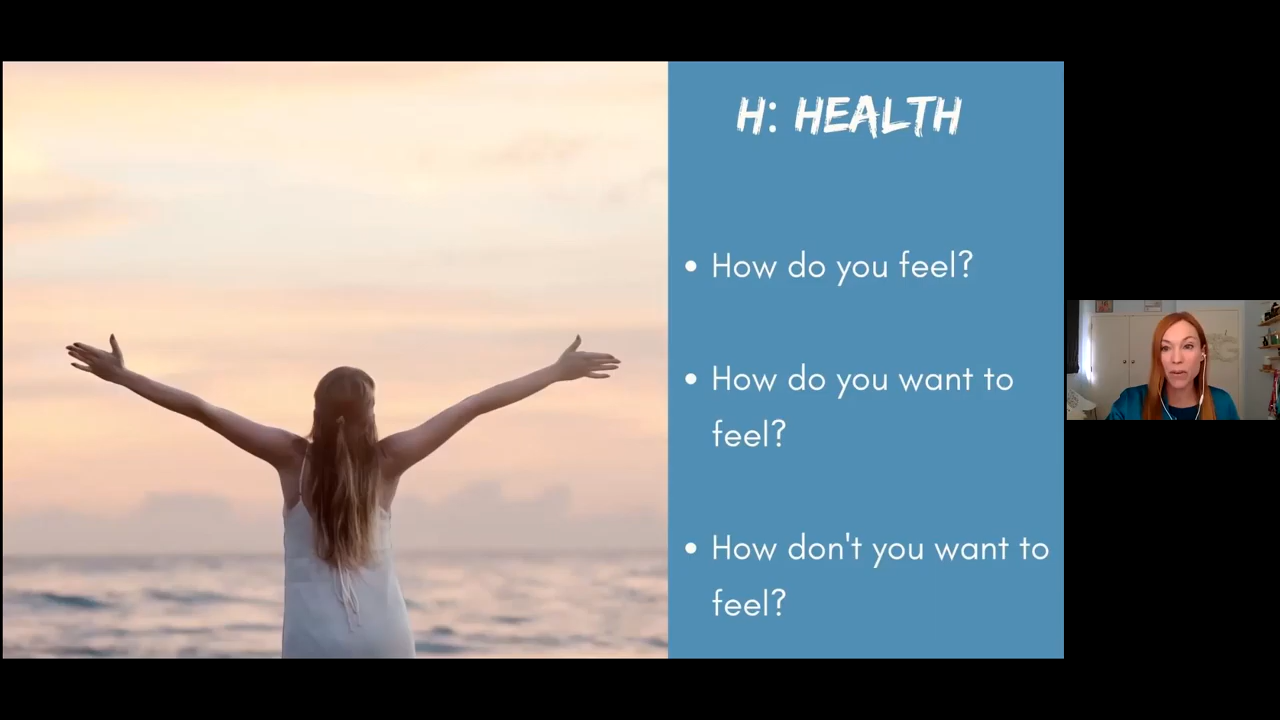 H: HEALTH
• How do you feel?
• How do you want to
feel?
• How don't you want to
feel?